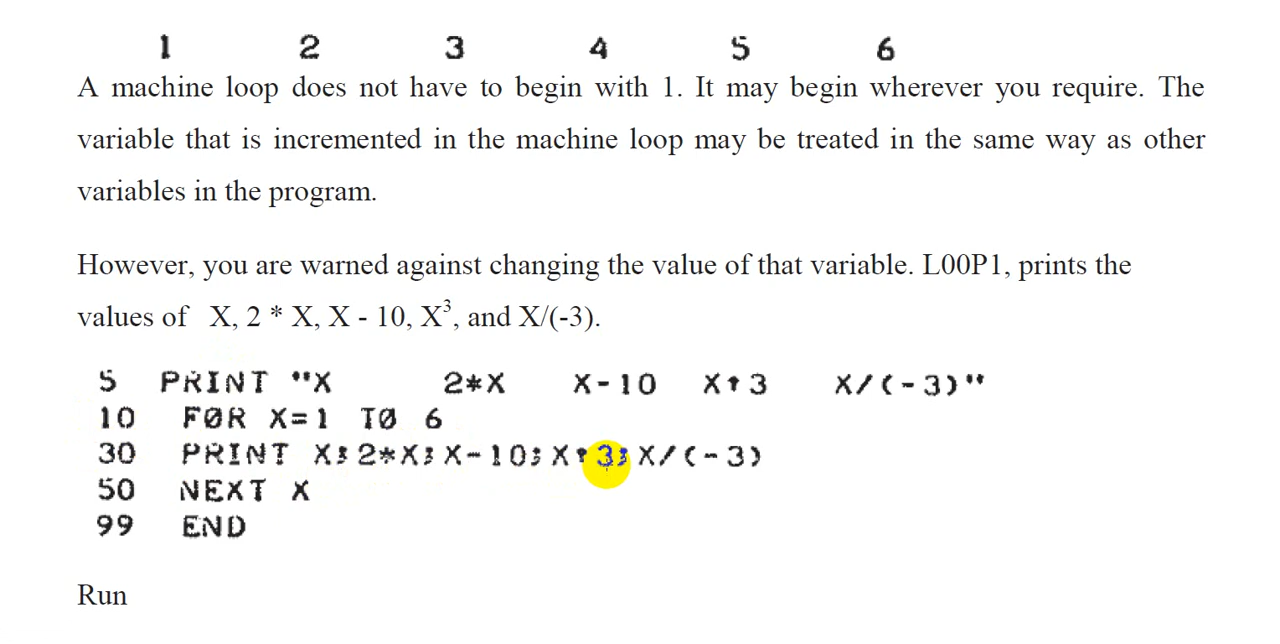 1 2 3 4 5 6
A machine loop does not have to begin with 1. It may begin wherever you require. The
variable that is incremented in the machine loop may be treated in the same way as other
variables in the program.
However, you are warned against changing the value of that variable. L00P1, prints the
values of X, 2 * X, X - 10, X³, and X/(-3).
5 PRINT "X 2*X X-10 X↑3 X/(-3)"
10 FØR X=1 TØ 6
30 PRINT X;2*X;X-10;X↑3;X/(-3)
50 NEXT X
99 END
Run